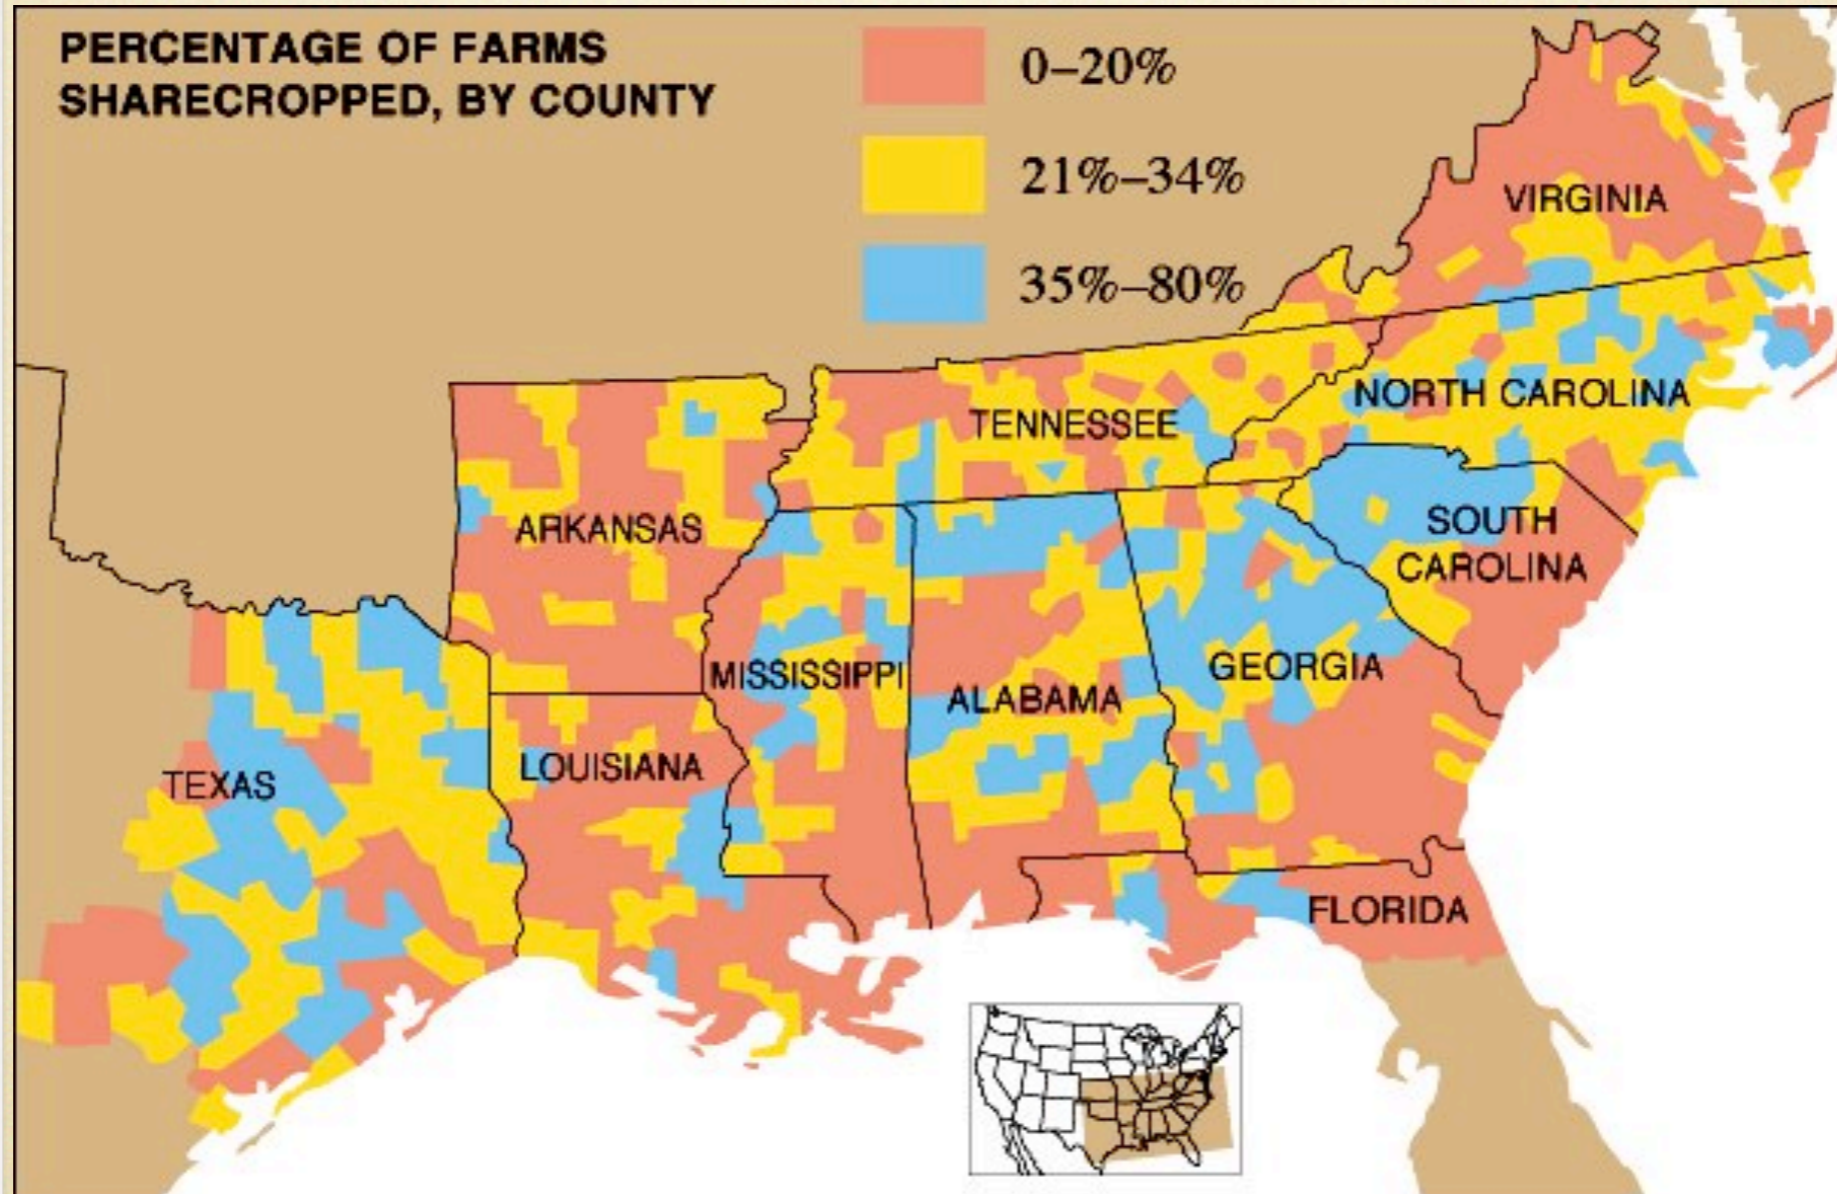 PERCENTAGE OF FARMS
SHARECROPPED, BY COUNTY
0–20%
21%–34%
35%–80%
VIRGINIA
NORTH CAROLINA
TENNESSEE
ARKANSAS
SOUTH
CAROLINA
MISSISSIPPI
ALABAMA
GEORGIA
LOUISIANA
TEXAS
FLORIDA